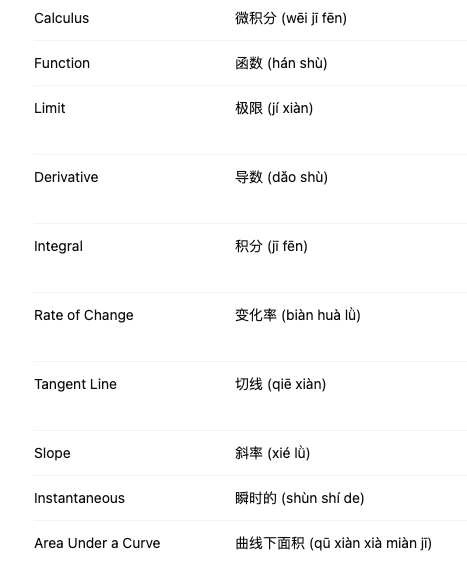 Calculus 微积分 (wēi jī fēn)
Function 函数 (hán shù)
Limit 极限 (jí xiàn)
Derivative 导数 (dǎo shù)
Integral 积分 (jī fēn)
Rate of Change 变化率 (biàn huà lǜ)
Tangent Line 切线 (qiē xiàn)
Slope 斜率 (xié lǜ)
Instantaneous 瞬时的 (shùn shí de)
Area Under a Curve 曲线下面积 (qū xiàn xià miàn jī)